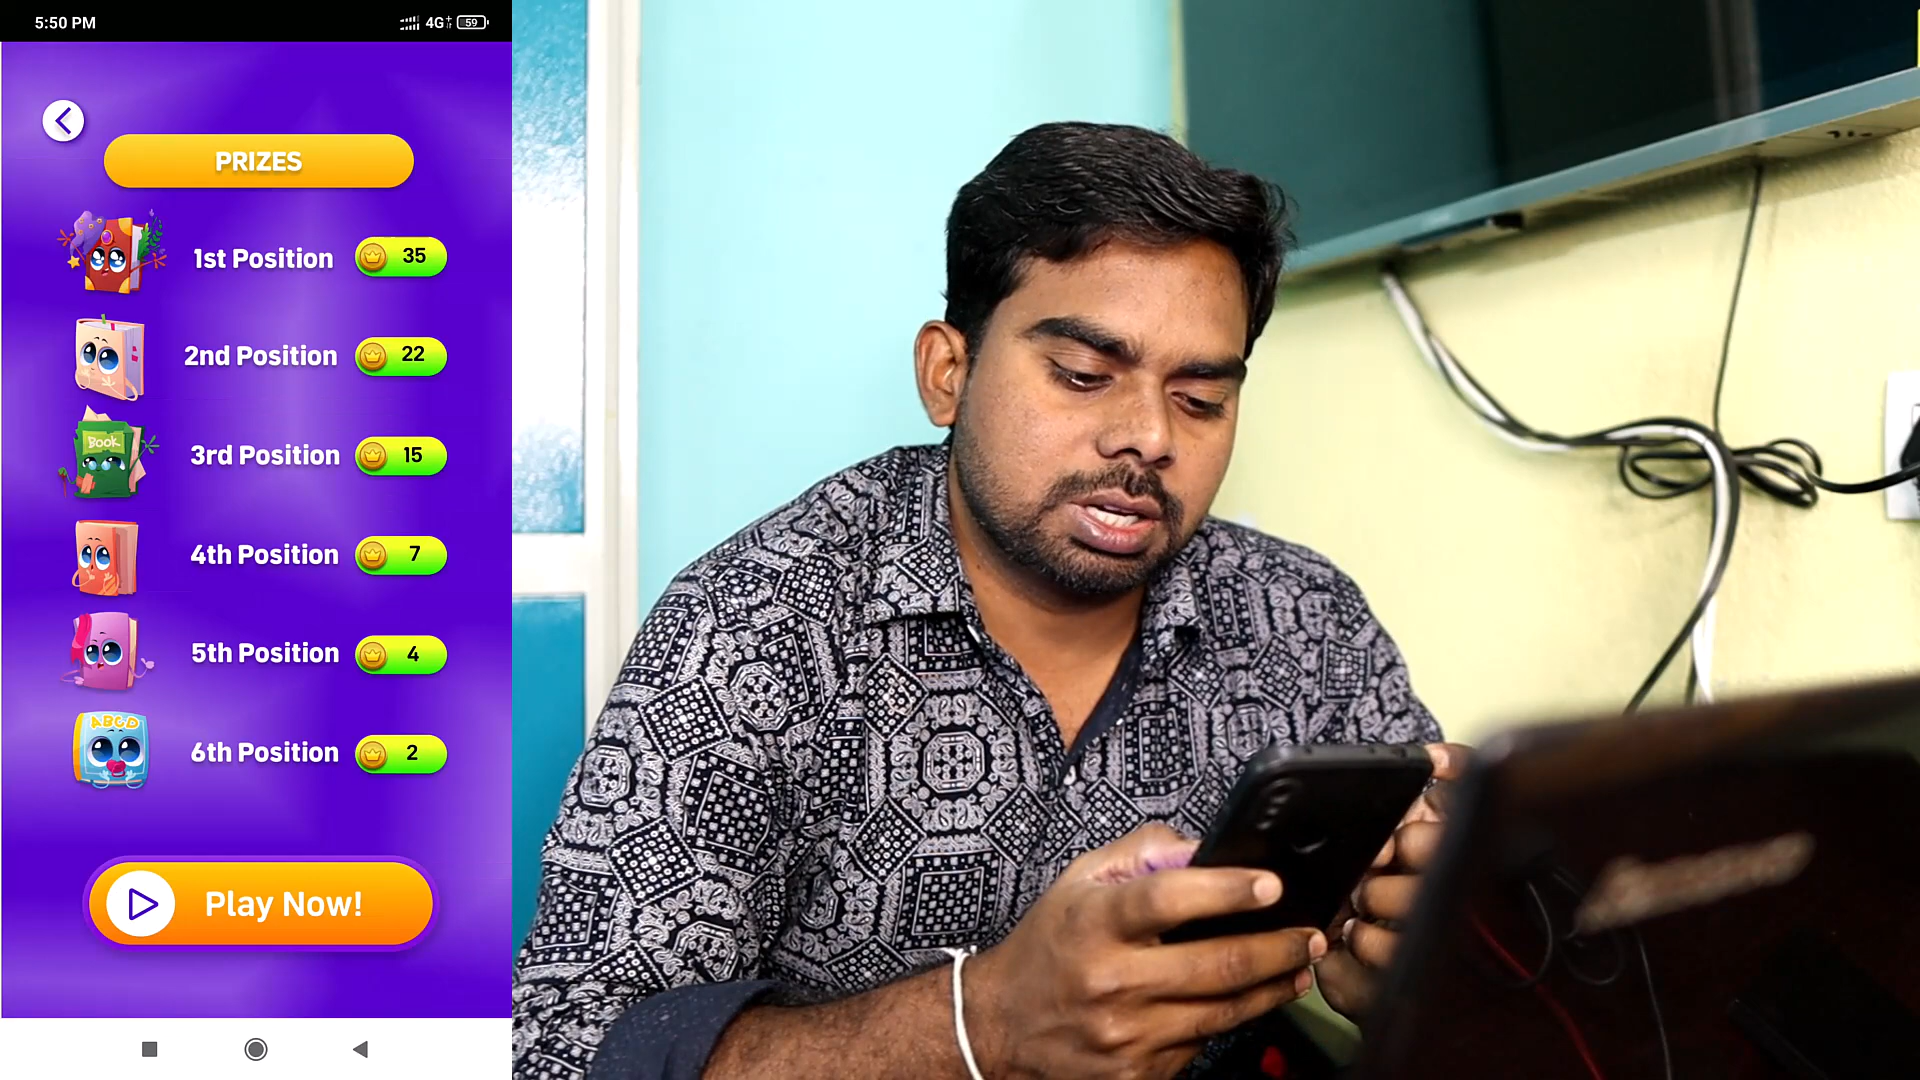 5:50 PM
4G+
59
PRIZES
1st Position 35
2nd Position 22
BOOK
3rd Position 15
4th Position 7
5th Position 4
ABCD
6th Position 2
Play Now!